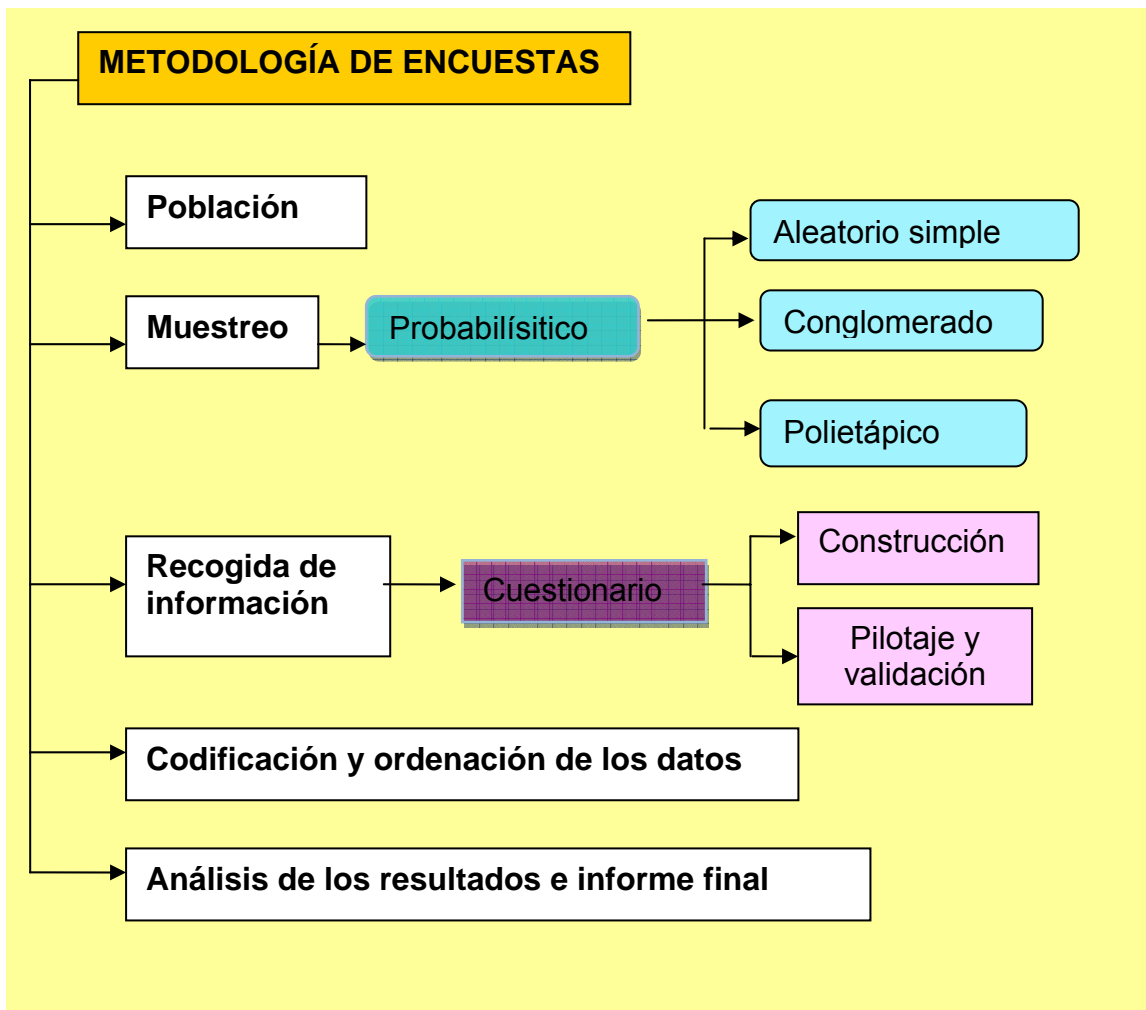 METODOLOGÍA DE ENCUESTAS
Población
Muestreo
Probabilísitico
Aleatorio simple
Conglomerado
Polietápico
Recogida de
información
Cuestionario
Construcción
Pilotaje y
validación
Codificación y ordenación de los datos
Análisis de los resultados e informe final